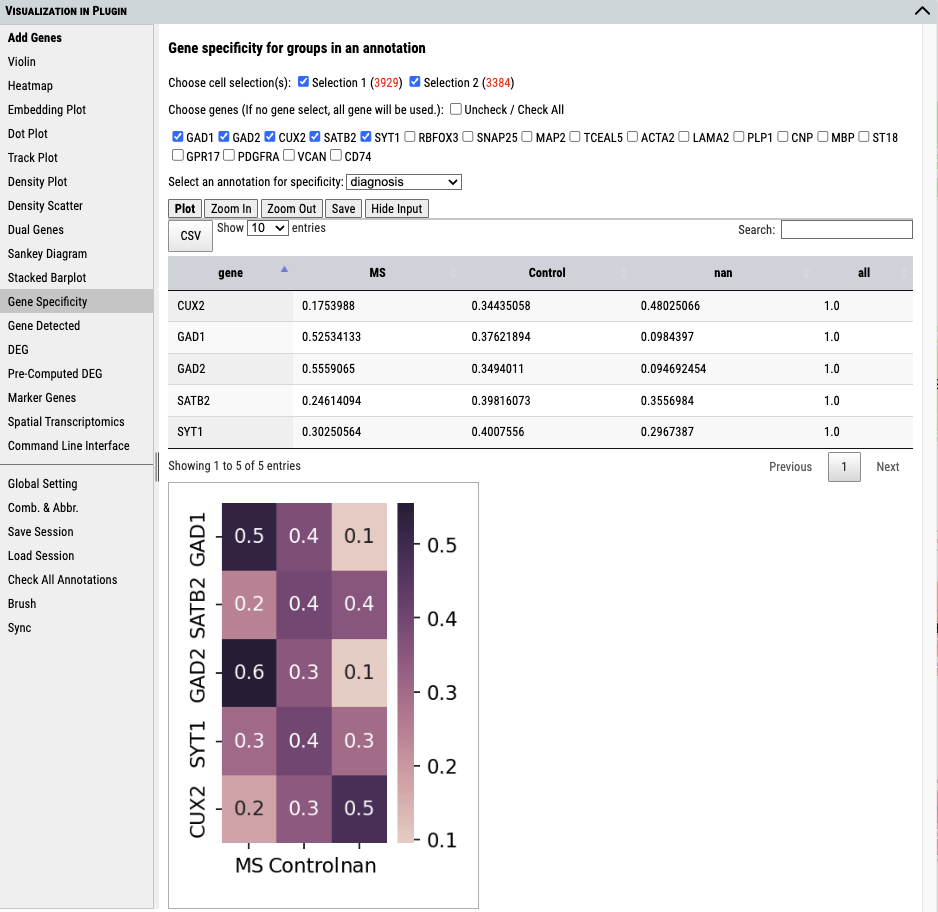 VISUALIZATION IN PLUGIN
Add Genes
Violin
Heatmap
Embedding Plot
Dot Plot
Track Plot
Density Plot
Density Scatter
Dual Genes
Sankey Diagram
Stacked Barplot
Gene Specificity
Gene Detected
DEG
Pre-Computed DEG
Marker Genes
Spatial Transcriptomics
Command Line Interface
Global Setting
Comb. & Abbr.
Save Session
Load Session
Check All Annotations
Brush
Sync
Gene specificity for groups in an annotation
Choose cell selection(s): Selection 1 (3929) Selection 2 (3384)
Choose genes (If no gene select, all gene will be used.): Uncheck / Check All
GAD1 GAD2 CUX2 SATB2 SYT1 RBFOX3 SNAP25 MAP2 TCEAL5 ACTA2 LAMA2 PLP1 CNP MBP ST18
GPR17 PDGFRA VCAN CD74
Select an annotation for specificity: diagnosis
Plot Zoom In Zoom Out Save Hide Input
CSV Show 10 entries Search:
gene MS Control nan all
CUX2 0.1753988 0.34435058 0.48025066 1.0
GAD1 0.52534133 0.37621894 0.0984397 1.0
GAD2 0.5559065 0.3494011 0.094692454 1.0
SATB2 0.24614094 0.39816073 0.3556984 1.0
SYT1 0.30250564 0.4007556 0.2967387 1.0
Showing 1 to 5 of 5 entries Previous 1 Next
GAD1 0.5 0.4 0.1
SATB2 0.2 0.4 0.4
GAD2 0.6 0.3 0.1
SYT1 0.3 0.4 0.3
CUX2 0.2 0.3 0.5
MS Control nan
0.5
0.4
0.3
0.2
0.1